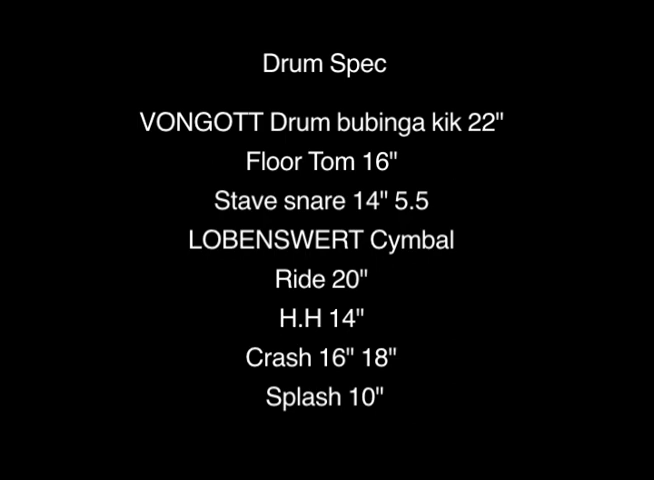 Drum Spec
VONGOTT Drum bubinga kik 22"
Floor Tom 16"
Stave snare 14" 5.5
LOBENSWERT Cymbal
Ride 20"
H.H 14"
Crash 16" 18"
Splash 10"